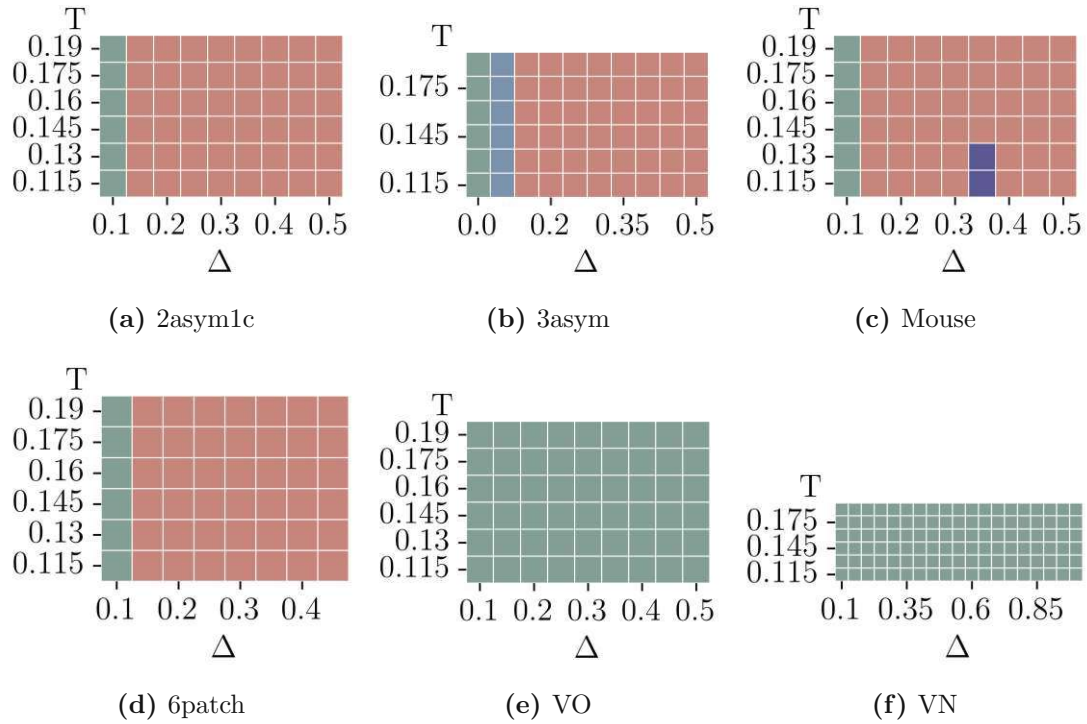 T
0.19
0.175
0.16
0.145
0.13
0.115
0.1 0.2 0.3 0.4 0.5
Δ
(a) 2asym1c
T
0.175
0.145
0.115
0.0 0.2 0.35 0.5
Δ
(b) 3asym
T
0.19
0.175
0.16
0.145
0.13
0.115
0.1 0.2 0.3 0.4 0.5
Δ
(c) Mouse
T
0.19
0.175
0.16
0.145
0.13
0.115
0.1 0.2 0.3 0.4
Δ
(d) 6patch
T
0.19
0.175
0.16
0.145
0.13
0.115
0.1 0.2 0.3 0.4 0.5
Δ
(e) VO
T
0.175
0.145
0.115
0.1 0.35 0.6 0.85
Δ
(f) VN